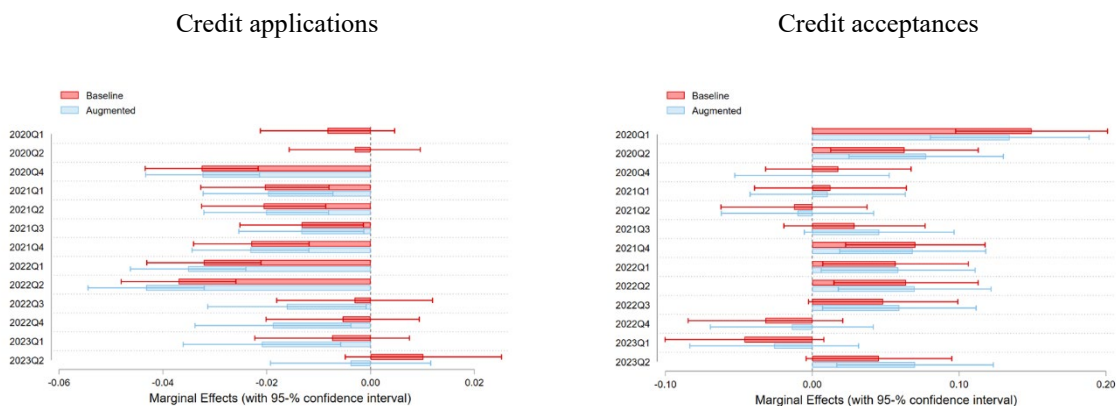 Credit applications
Baseline
Augmented
2020Q1
2020Q2
2020Q4
2021Q1
2021Q2
2021Q3
2021Q4
2022Q1
2022Q2
2022Q3
2022Q4
2023Q1
2023Q2
-0.06
-0.04
-0.02
0.00
0.02
Marginal Effects (with 95-% confidence interval)
Credit acceptances
Baseline
Augmented
2020Q1
2020Q2
2020Q4
2021Q1
2021Q2
2021Q3
2021Q4
2022Q1
2022Q2
2022Q3
2022Q4
2023Q1
2023Q2
-0.10
0.00
0.10
0.20
Marginal Effects (with 95-% confidence interval)